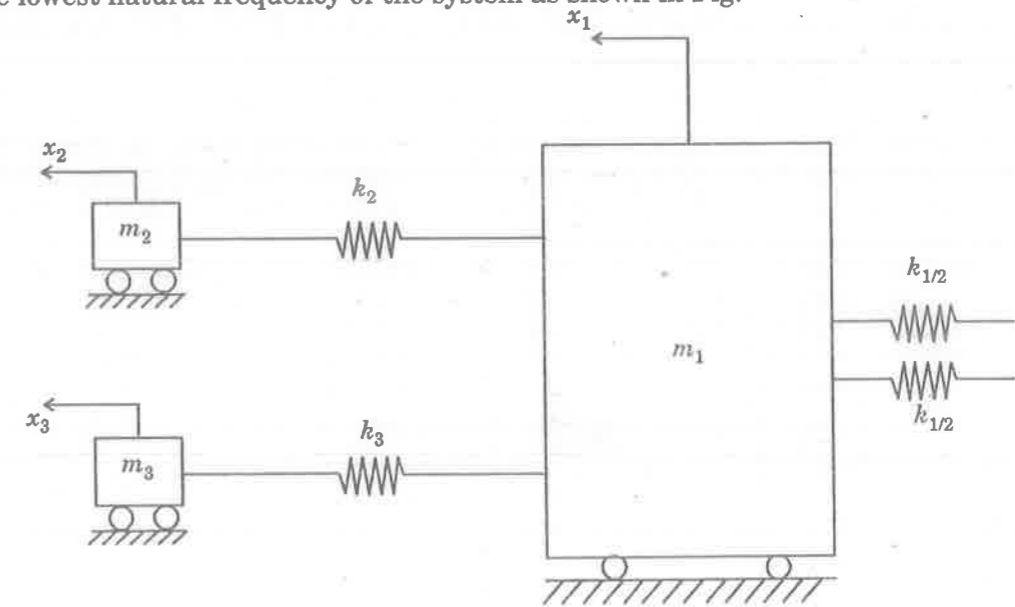 lowest natural frequency of the system as shown in Fig.
x₁
x₂
k₂
m₂
k₁/₂
m₁
x₃
k₃
k₁/₂
m₃